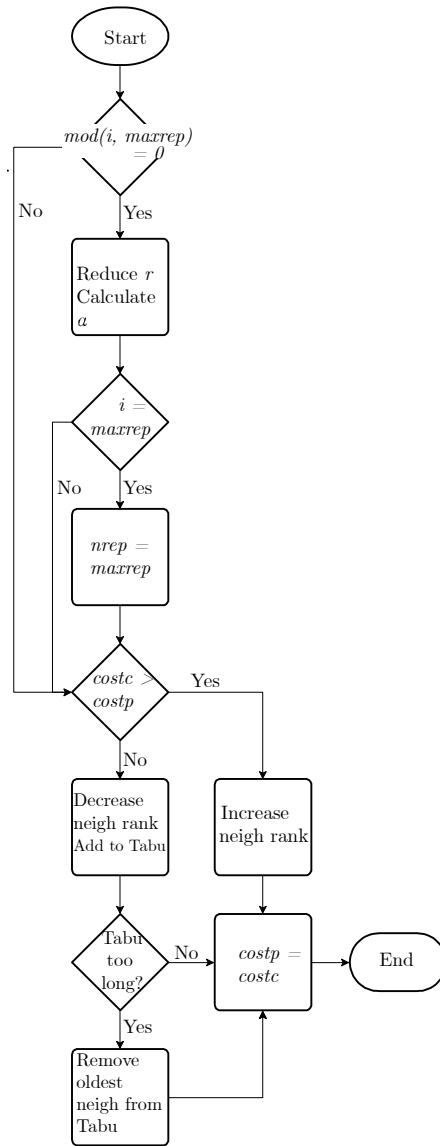 Start
mod(i, maxrep)
= 0
No
Yes
Reduce r
Calculate
a
i =
maxrep
No
Yes
nrep =
maxrep
costc >
costp
Yes
No
Decrease
neigh rank
Add to Tabu
Increase
neigh rank
Tabu
too
long?
No
costp =
costc
End
Yes
Remove
oldest
neigh from
Tabu